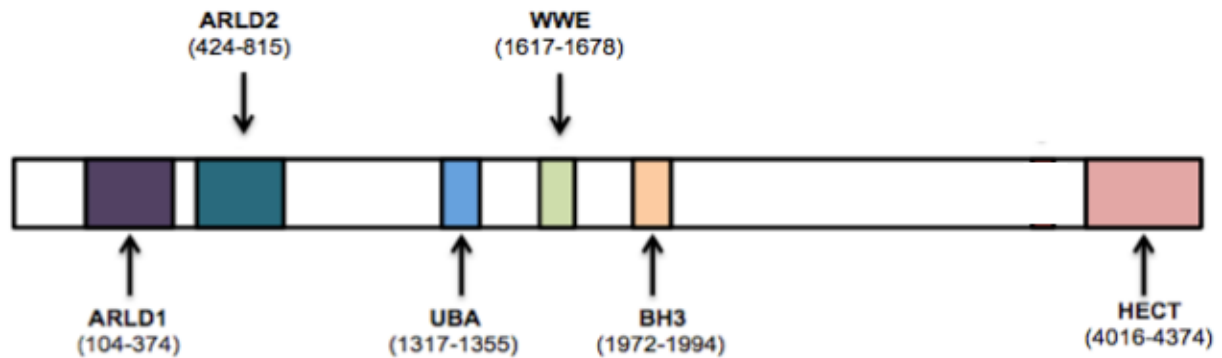 ARLD2
(424-815)
WWE
(1617-1678)
ARLD1
(104-374)
UBA
(1317-1355)
BH3
(1972-1994)
HECT
(4016-4374)